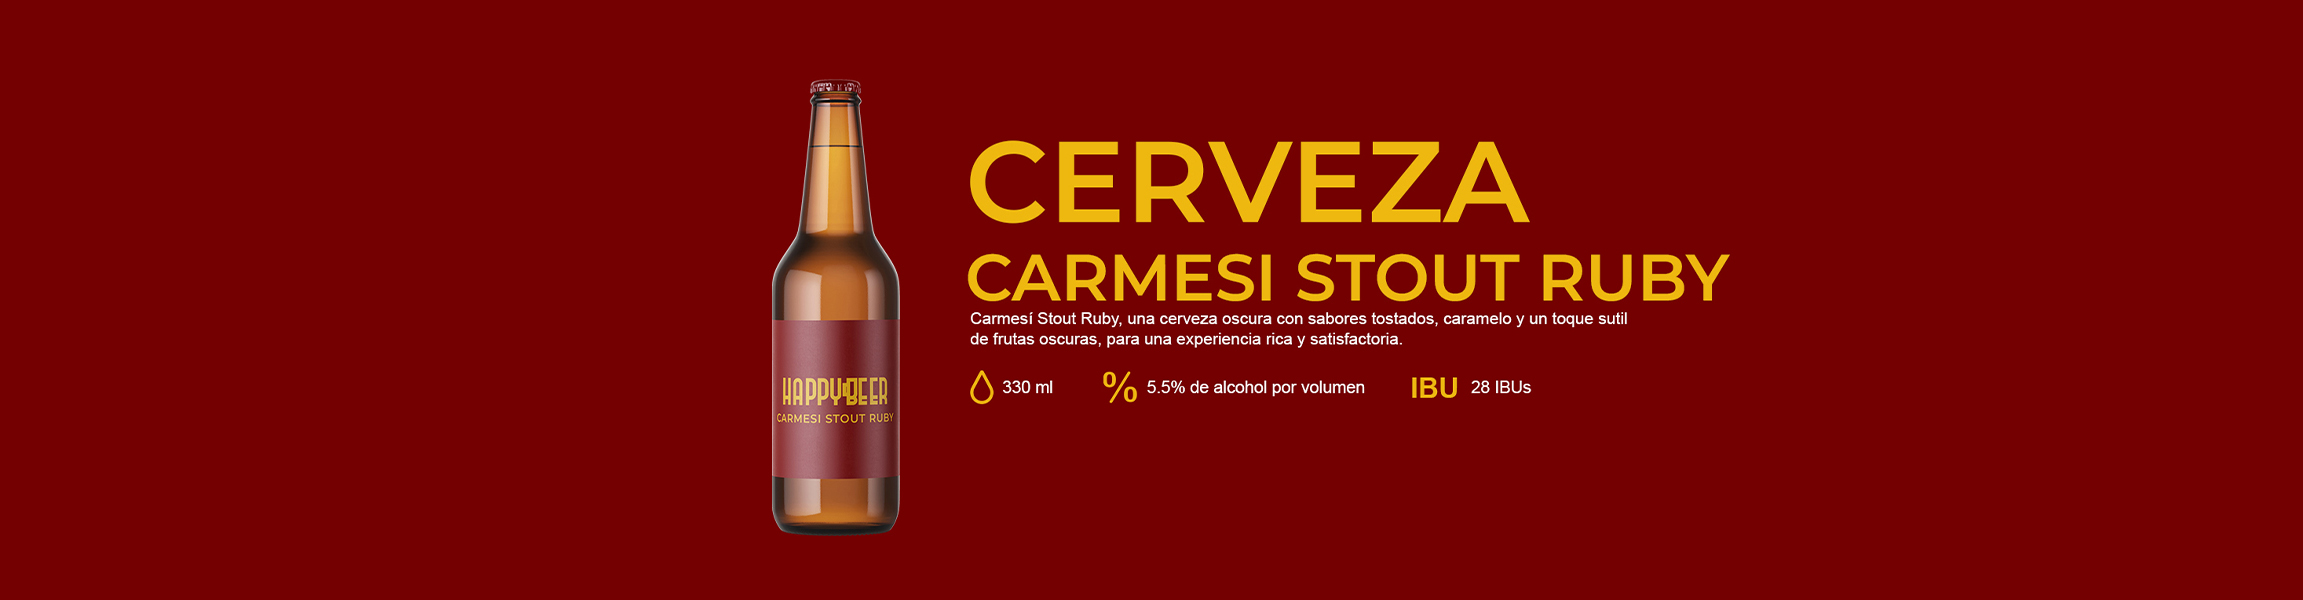 CERVEZA
CARMESI STOUT RUBY
Carmesí Stout Ruby, una cerveza oscura con sabores tostados, caramelo y un toque sutil
de frutas oscuras, para una experiencia rica y satisfactoria.
330 ml
% 5.5% de alcohol por volumen
IBU 28 IBUs
HAPPYBEER
CARMESI STOUT RUBY